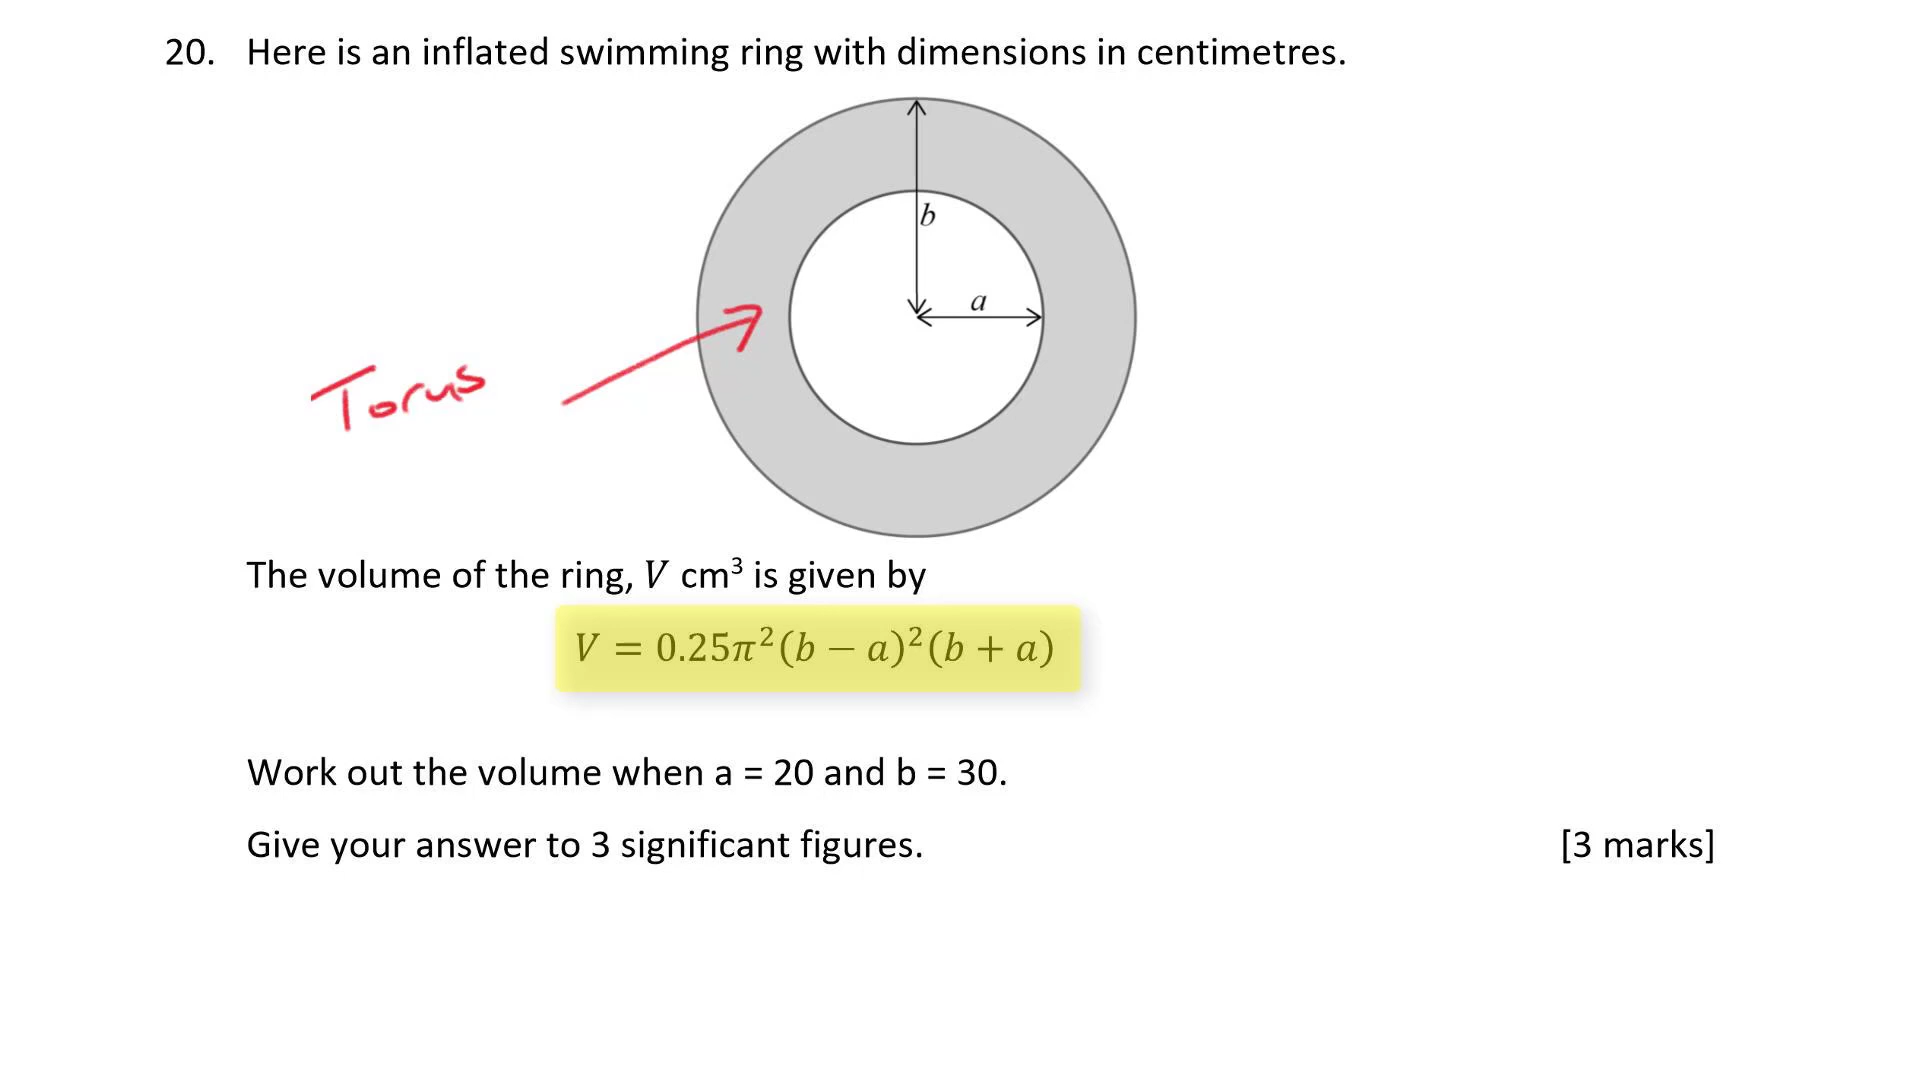 20. Here is an inflated swimming ring with dimensions in centimetres.
b
a
Torus
The volume of the ring, V cm³ is given by
V = 0.25π²(b − a)²(b + a)
Work out the volume when a = 20 and b = 30.
Give your answer to 3 significant figures. [3 marks]